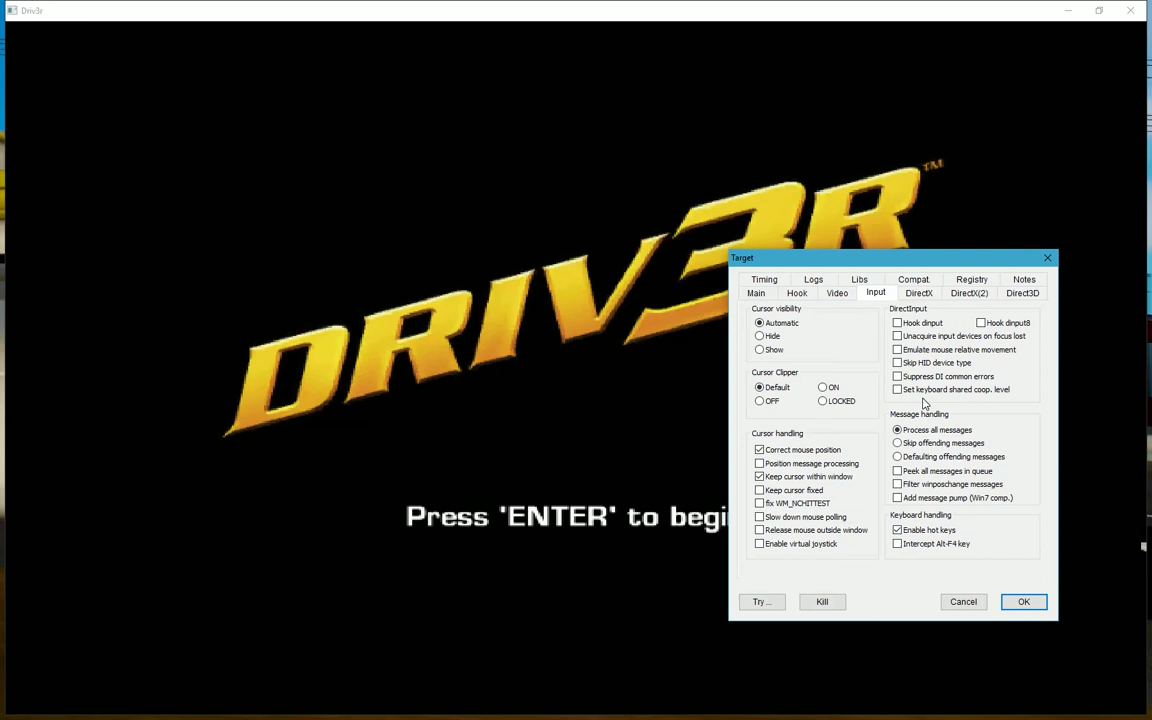 Driv3r
DRIV3R™
Press 'ENTER' to begi
Target
Timing Logs Libs Compat. Registry Notes
Main Hook Video Input DirectX DirectX(2) Direct3D
Cursor visibility
Automatic
Hide
Show
Cursor Clipper
Default ON
OFF LOCKED
Cursor handling
Correct mouse position
Position message processing
Keep cursor within window
Keep cursor fixed
fix WM_NCHITTEST
Slow down mouse polling
Release mouse outside window
Enable virtual joystick
DirectInput
Hook dinput Hook dinput8
Unacquire input devices on focus lost
Emulate mouse relative movement
Skip HID device type
Suppress DI common errors
Set keyboard shared coop. level
Message handling
Process all messages
Skip offending messages
Defaulting offending messages
Peek all messages in queue
Filter winposchange messages
Add message pump (Win7 comp.)
Keyboard handling
Enable hot keys
Intercept Alt-F4 key
Try ... Kill Cancel OK